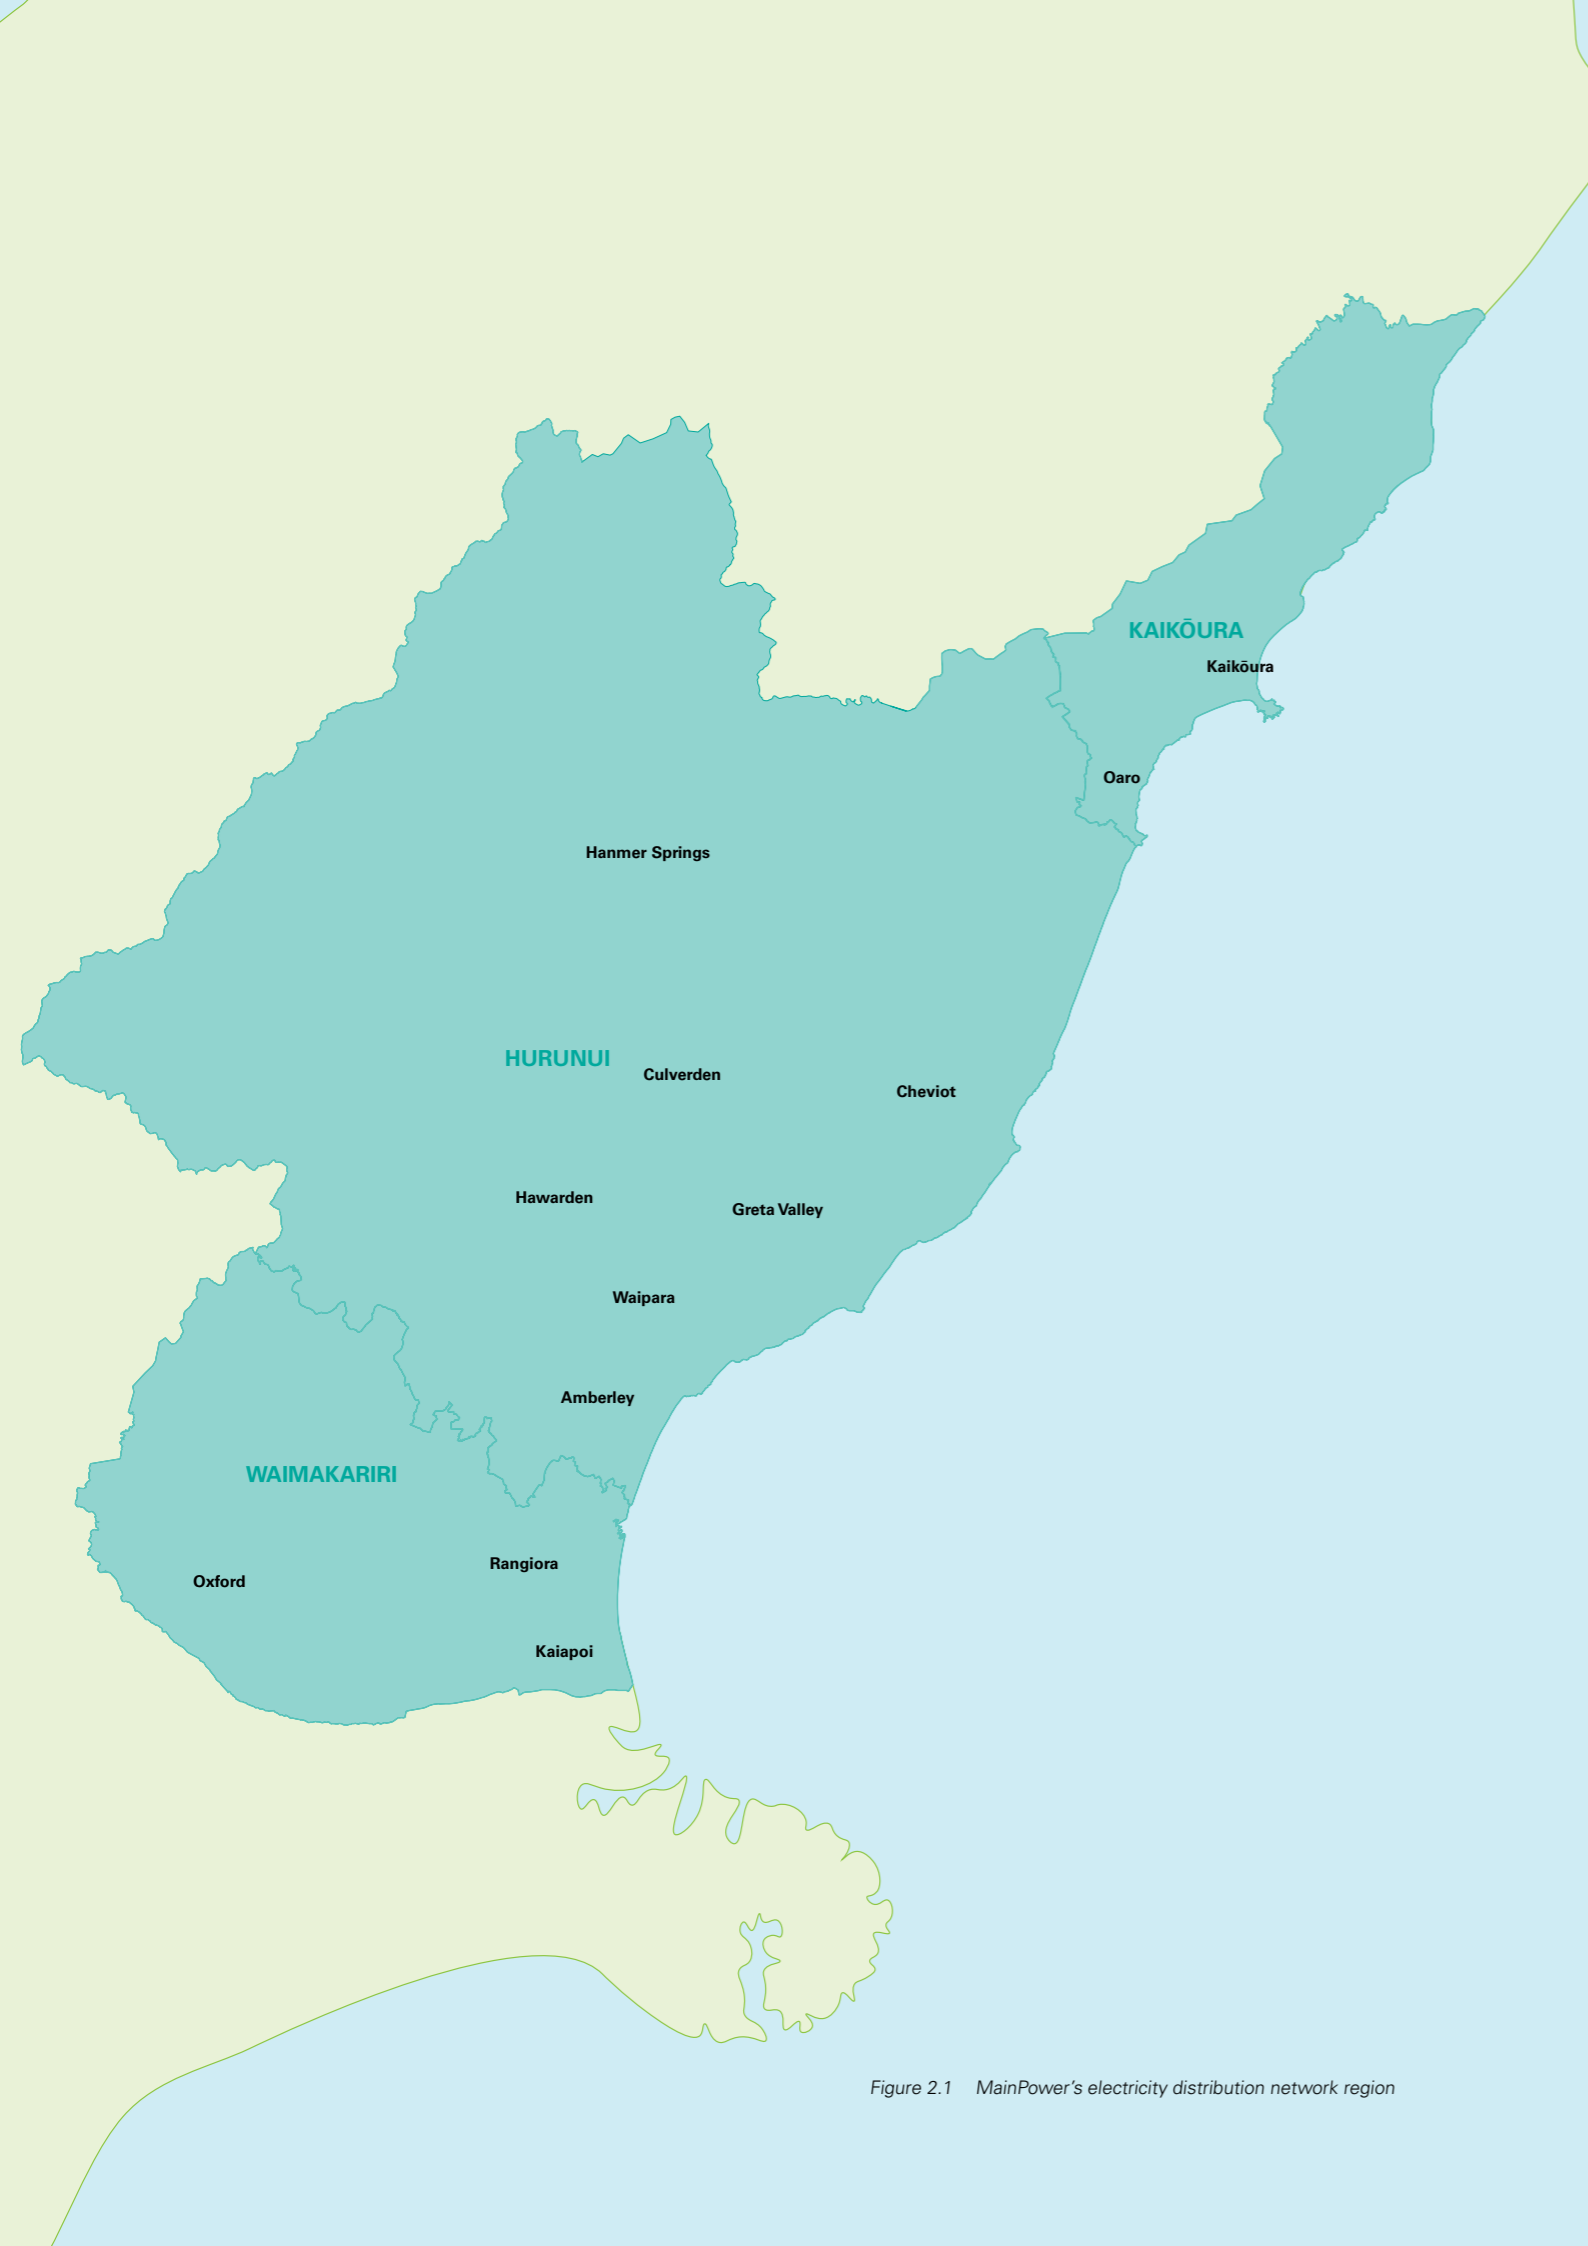 KAIKŌURA
Kaikōura
Oaro
Hanmer Springs
HURUNUI
Culverden
Cheviot
Hawarden
Greta Valley
Waipara
Amberley
WAIMAKARIRI
Rangiora
Oxford
Kaiapoi
Figure 2.1 MainPower’s electricity distribution network region